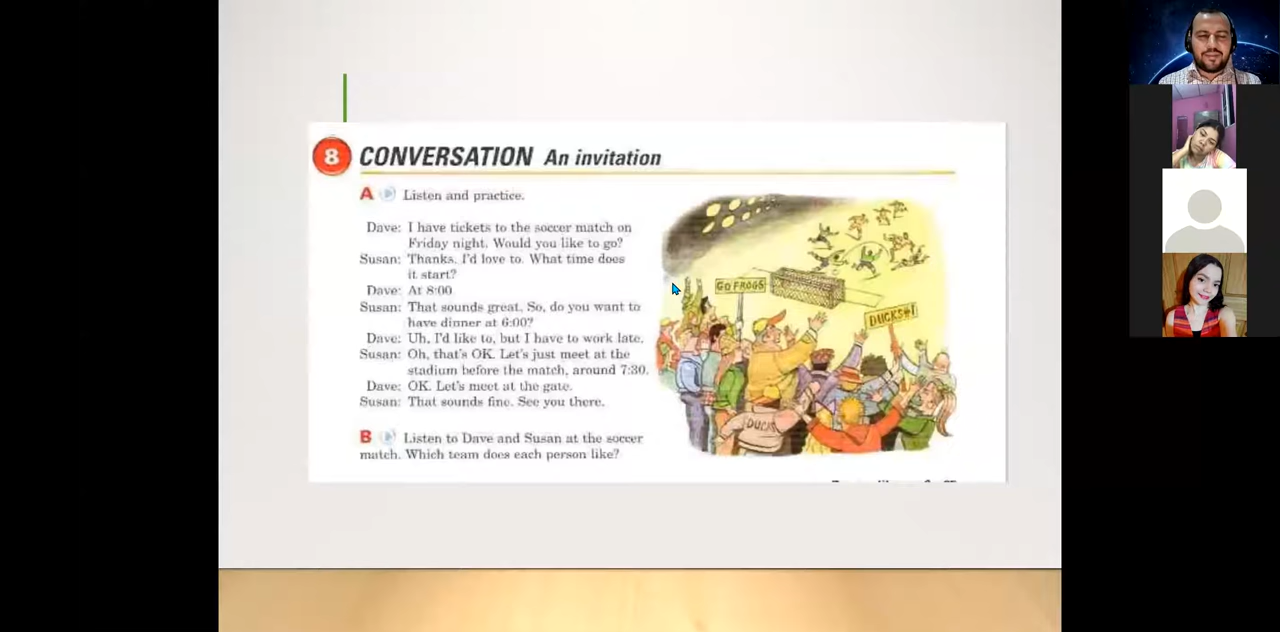 8 CONVERSATION An invitation
A Listen and practice.
Dave: I have tickets to the soccer match on
Friday night. Would you like to go?
Susan: Thanks. I'd love to. What time does
it start?
Dave: At 8:00
Susan: That sounds great. So, do you want to
have dinner at 6:00?
Dave: Uh, I'd like to, but I have to work late.
Susan: Oh, that's OK. Let's just meet at the
stadium before the match, around 7:30.
Dave: OK. Let's meet at the gate.
Susan: That sounds fine. See you there.
B Listen to Dave and Susan at the soccer
match. Which team does each person like?
GO FROGS
DUCKS #1
DUCKS